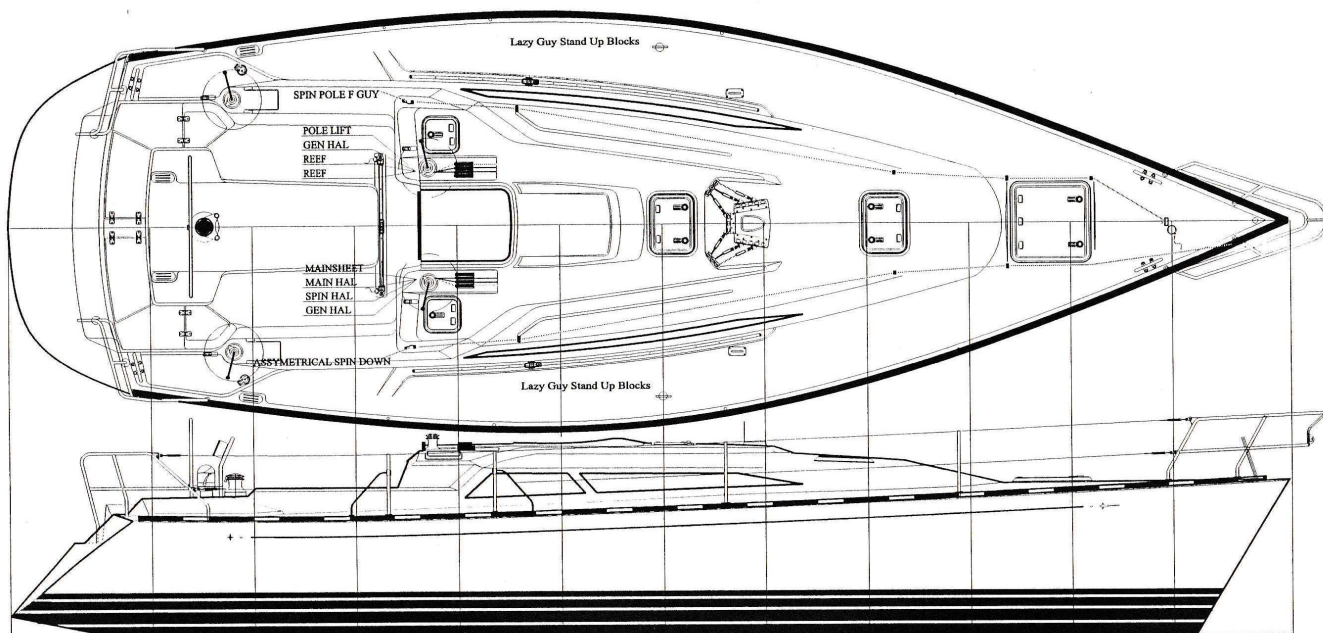 Lazy Guy Stand Up Blocks
SPIN POLE F GUY
POLE LIFT
GEN HAL
REEF
REEF
MAINSHEET
MAIN HAL
SPIN HAL
GEN HAL
ASSYMETRICAL SPIN DOWN
Lazy Guy Stand Up Blocks